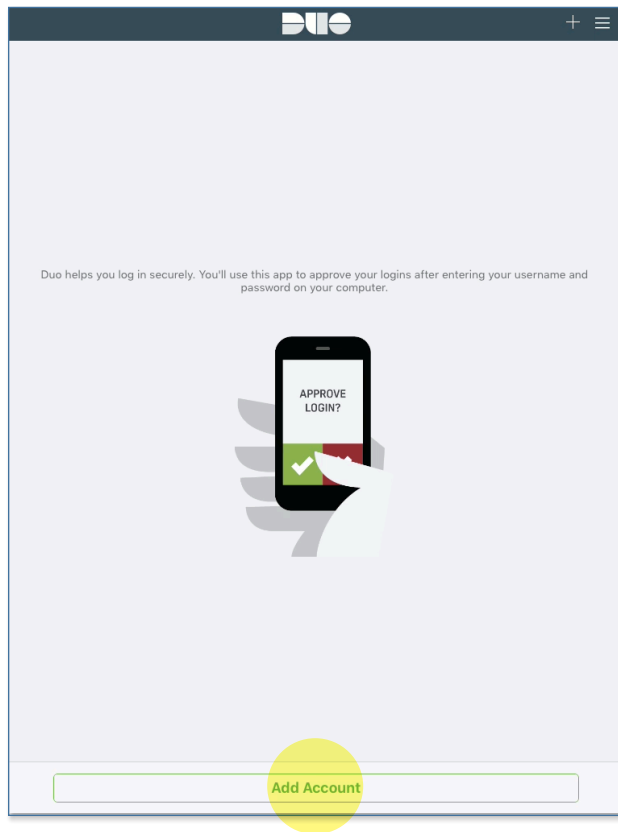 DUO
Duo helps you log in securely. You'll use this app to approve your logins after entering your username and
password on your computer.
APPROVE
LOGIN?
Add Account